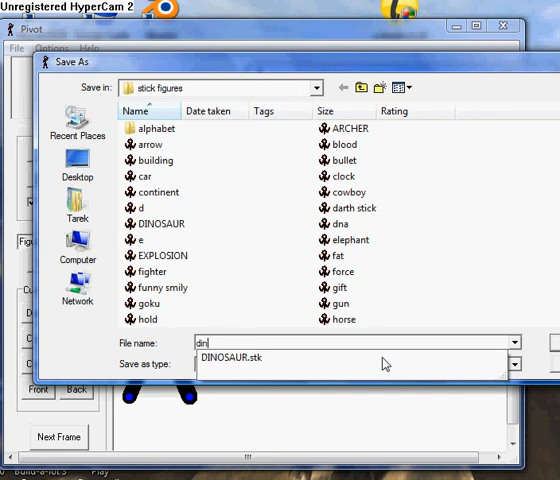 Unregistered HyperCam 2
Pivot
File Options Help
Save As
Save in: stick figures
Name Date taken Tags Size Rating
Recent Places
Desktop
Tarek
Computer
Network
alphabet
arrow
building
car
continent
d
DINOSAUR
e
EXPLOSION
fighter
funny smily
goku
hold
ARCHER
blood
bullet
clock
cowboy
darth stick
dna
elephant
fat
force
gift
gun
horse
File name: din
DINOSAUR.stk
Save as type:
Front Back
Next Frame
Build-a-lot 3 Play